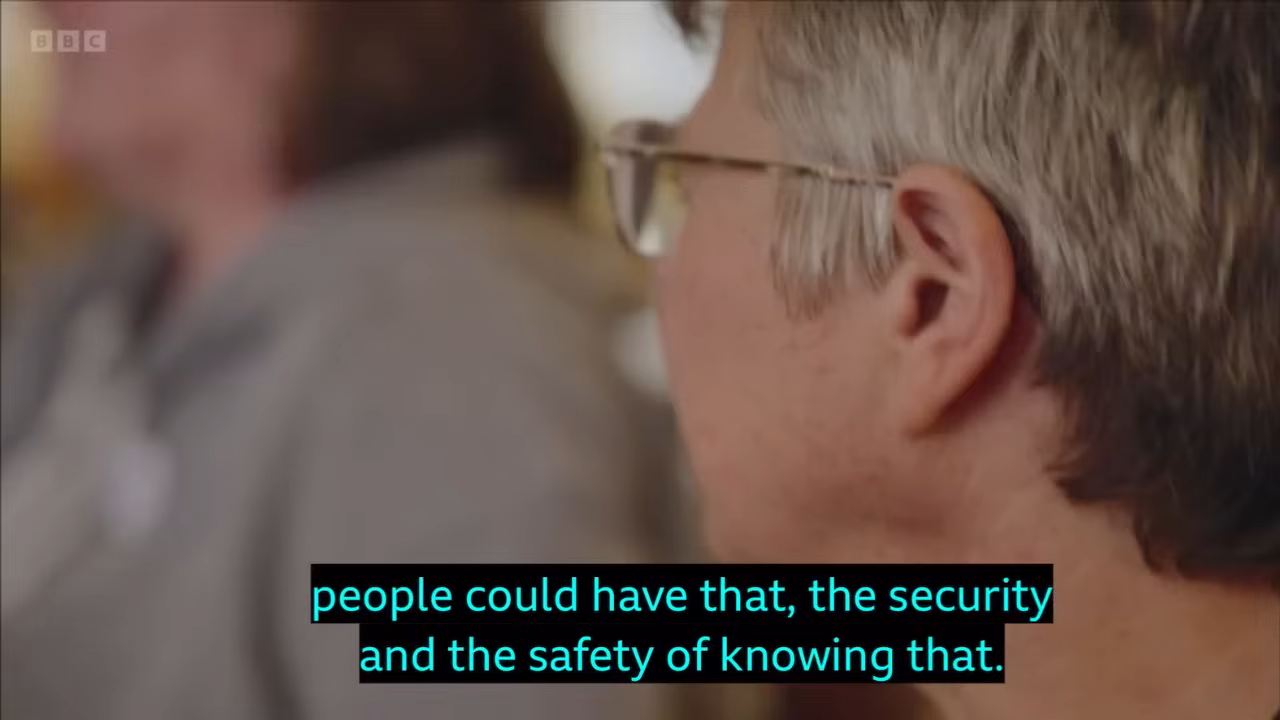 BBC
people could have that, the security
and the safety of knowing that.